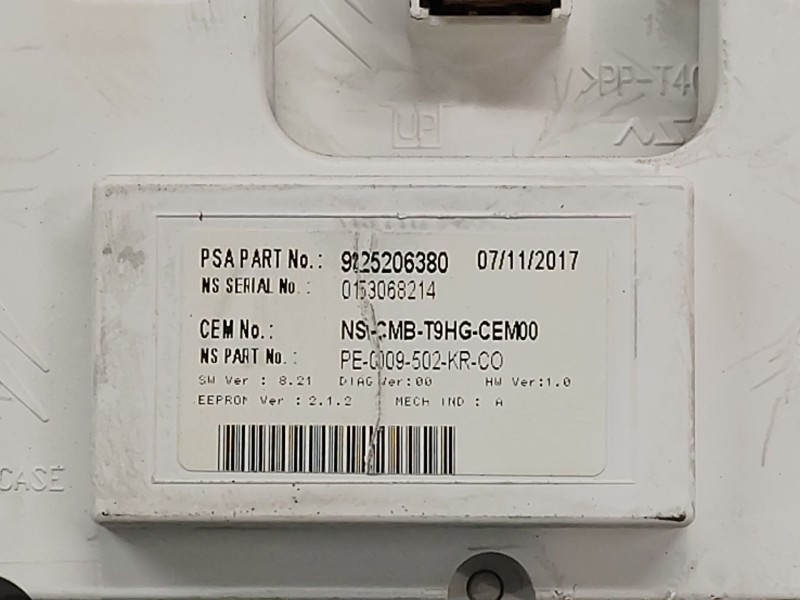 >PP-T40
UP
PSA PART No.: 9225206380 07/11/2017
NS SERIAL No.: 0153068214
CEM No.: NS-CMB-T9HG-CEM00
NS PART No.: PE-0009-502-KR-CO
SW Ver : 8.21 DIAG Ver:00 HW Ver:1.0
EEPROM Ver : 2.1.2 MECH IND : A
CASE